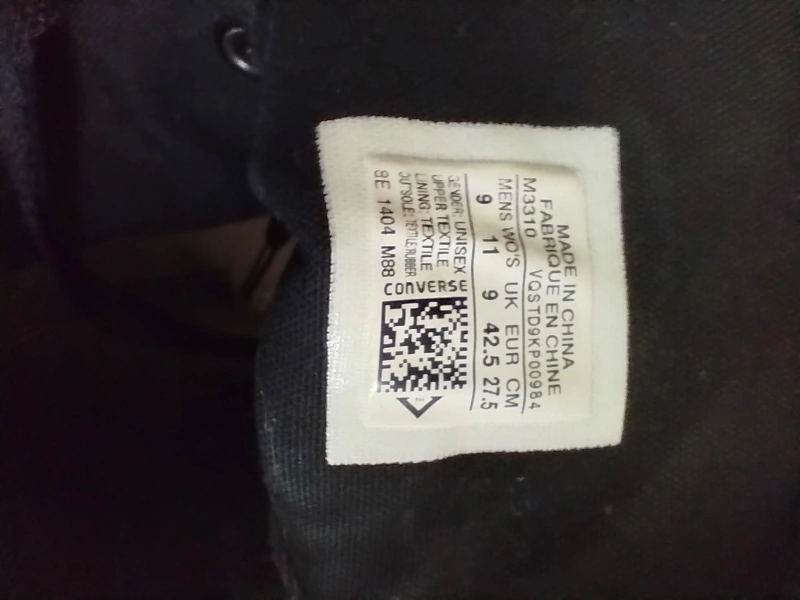 MADE IN CHINA
FABRIQUE EN CHINE
M3310 VQSTD9KP00984
MENS WO'S UK EUR CM
9 11 9 42.5 27.5
GENDER: UNISEX
UPPER TEXTILE
LINING: TEXTILE
OUTSOLE: TEXTILE/RUBBER
8E 1404 M88
CONVERSE